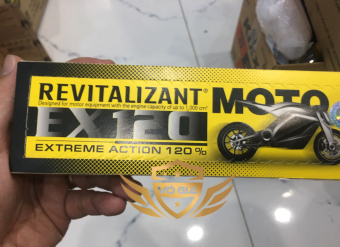 REVITALIZANT® MOTO
Designed for motor equipment with the engine capacity of up to 1,300 cm³
EX120
EXTREME ACTION 120%